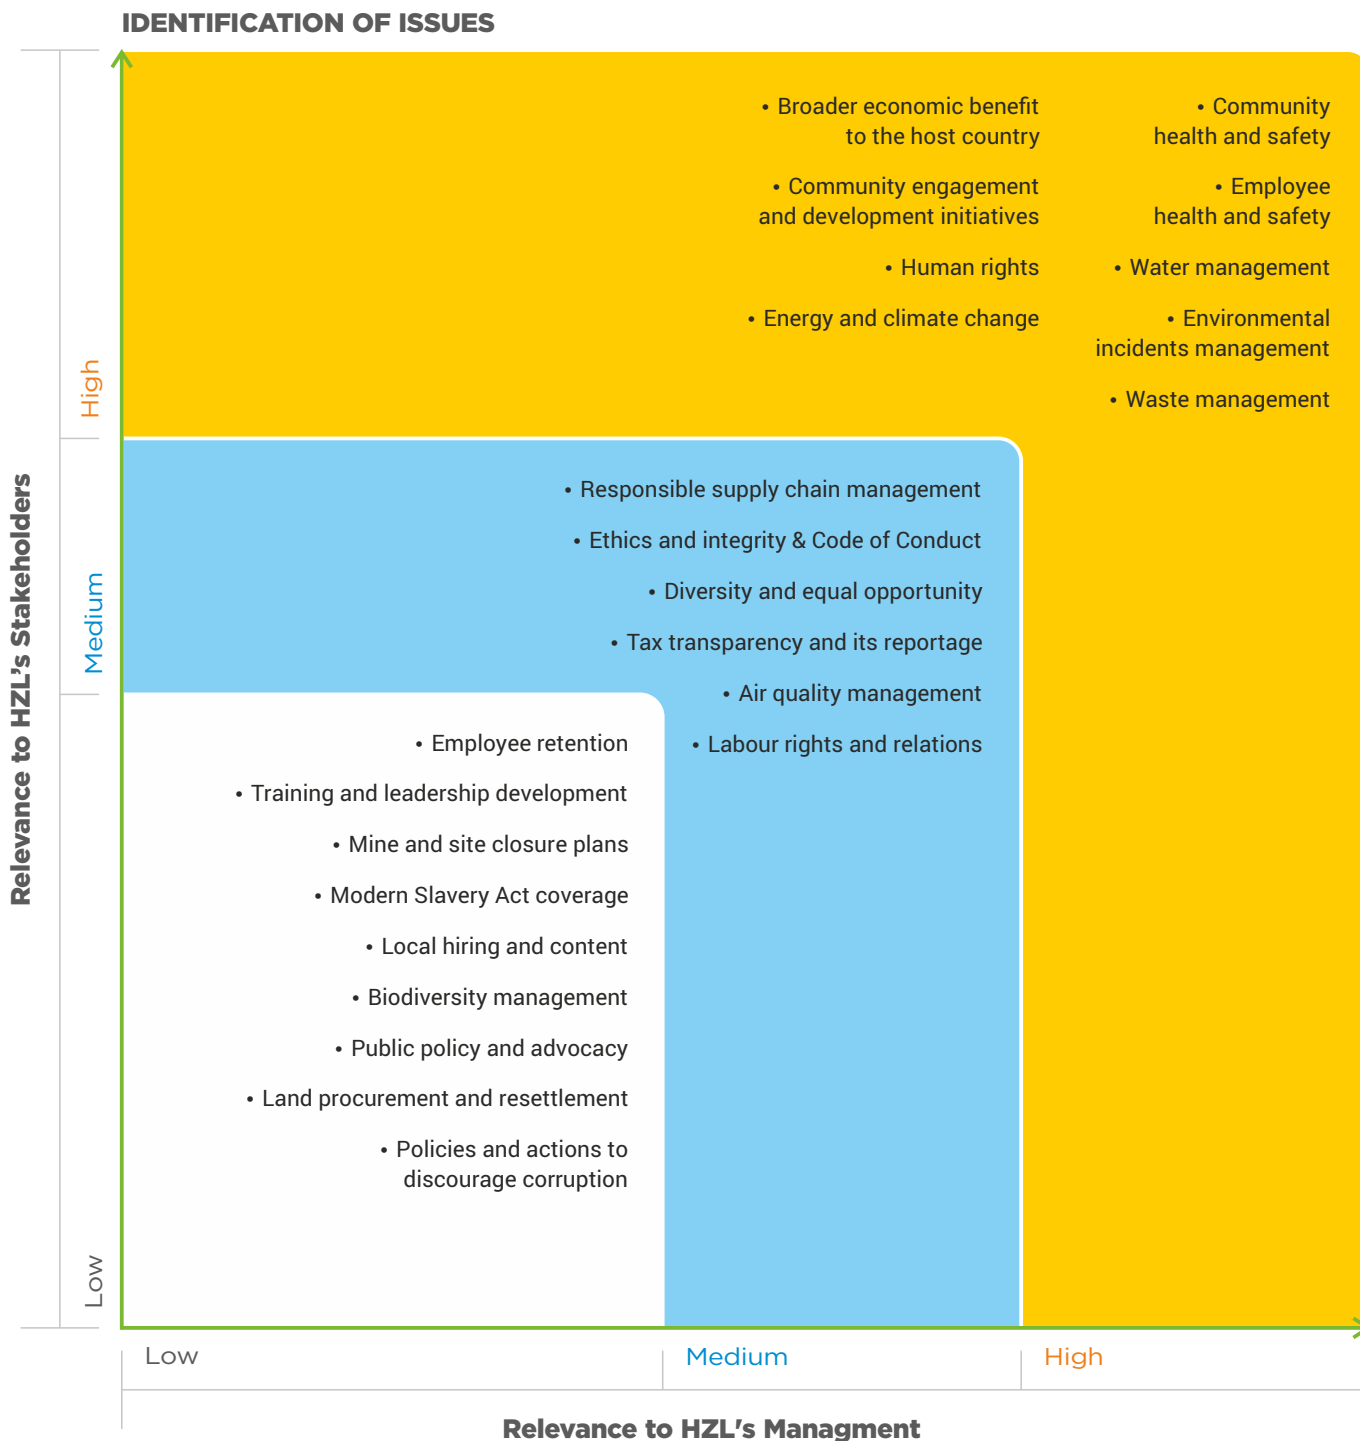 IDENTIFICATION OF ISSUES
• Broader economic benefit
to the host country
• Community engagement
and development initiatives
• Human rights
• Energy and climate change
• Community
health and safety
• Employee
health and safety
• Water management
• Environmental
incidents management
• Waste management
• Responsible supply chain management
• Ethics and integrity & Code of Conduct
• Diversity and equal opportunity
• Tax transparency and its reportage
• Air quality management
• Labour rights and relations
• Employee retention
• Training and leadership development
• Mine and site closure plans
• Modern Slavery Act coverage
• Local hiring and content
• Biodiversity management
• Public policy and advocacy
• Land procurement and resettlement
• Policies and actions to
discourage corruption
Relevance to HZL's Stakeholders
High
Medium
Low
Low
Medium
High
Relevance to HZL's Managment